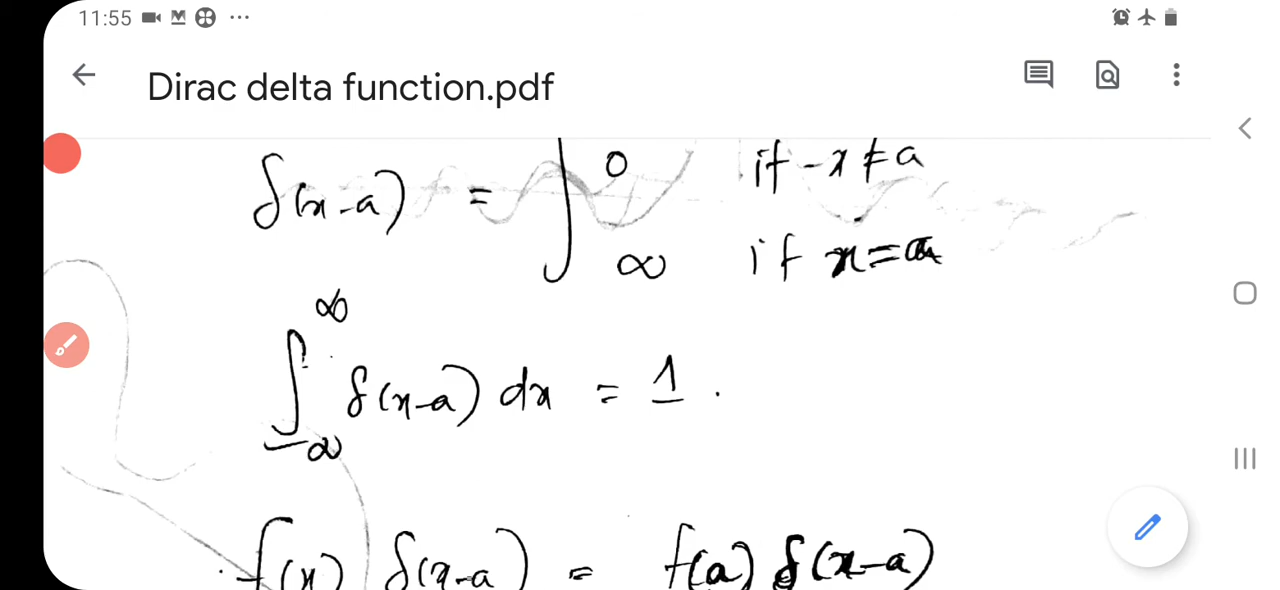 11:55
Dirac delta function.pdf
δ(x-a) = { 0 if x ≠ a
∞ if x = a
∫_{-∞}^{∞} δ(x-a) dx = 1.
f(x) δ(x-a) = f(a) δ(x-a)